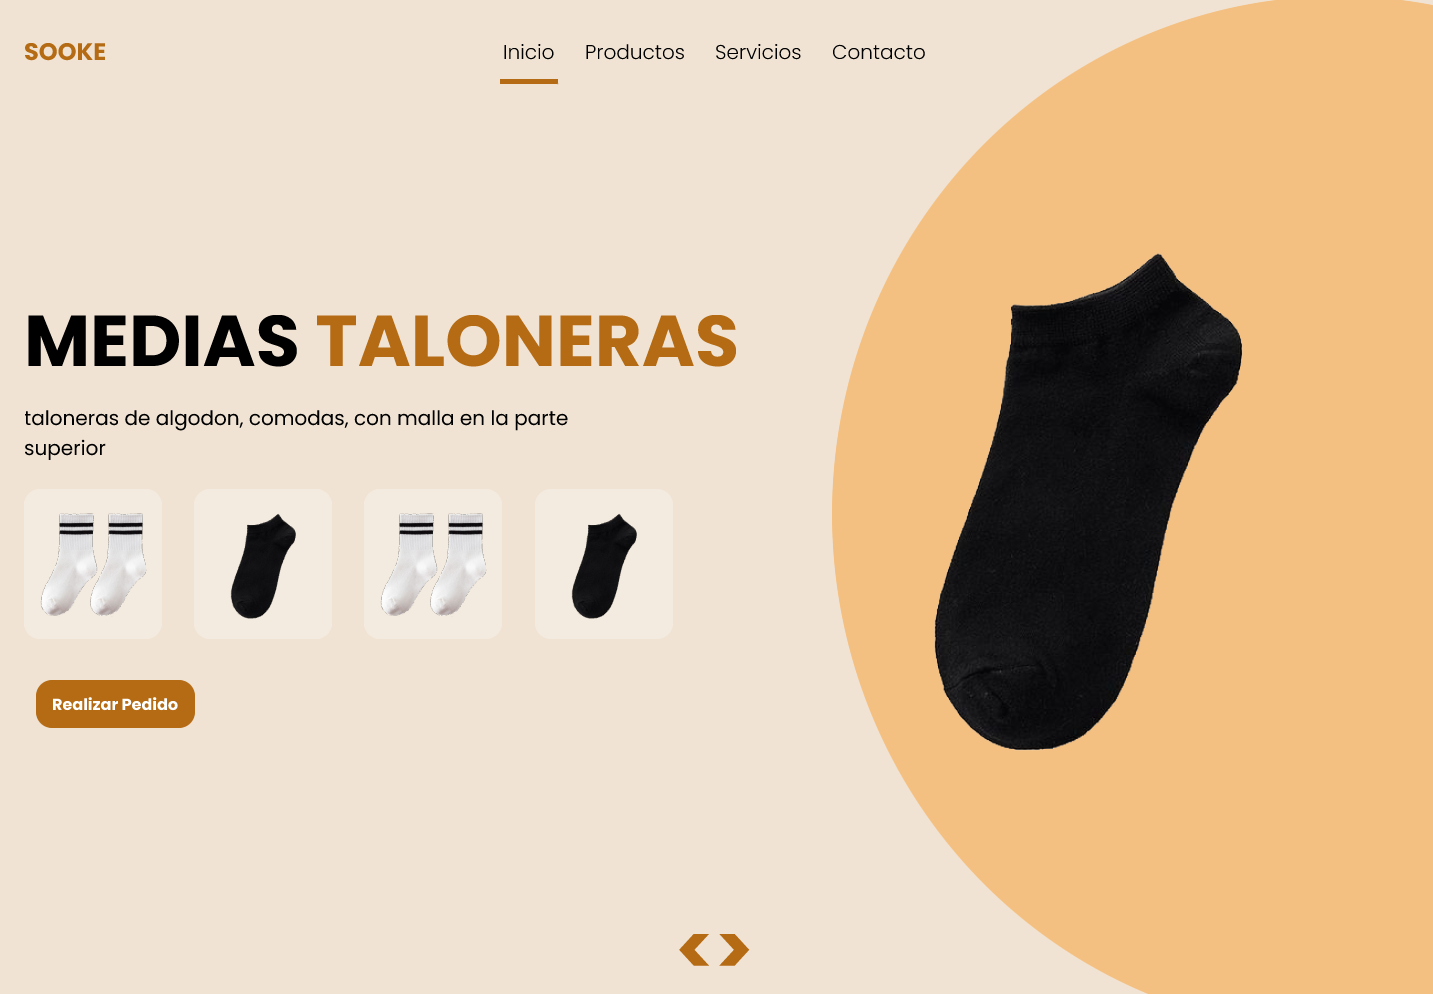 SOOKE
Inicio Productos Servicios Contacto
MEDIAS TALONERAS
taloneras de algodon, comodas, con malla en la parte
superior
Realizar Pedido